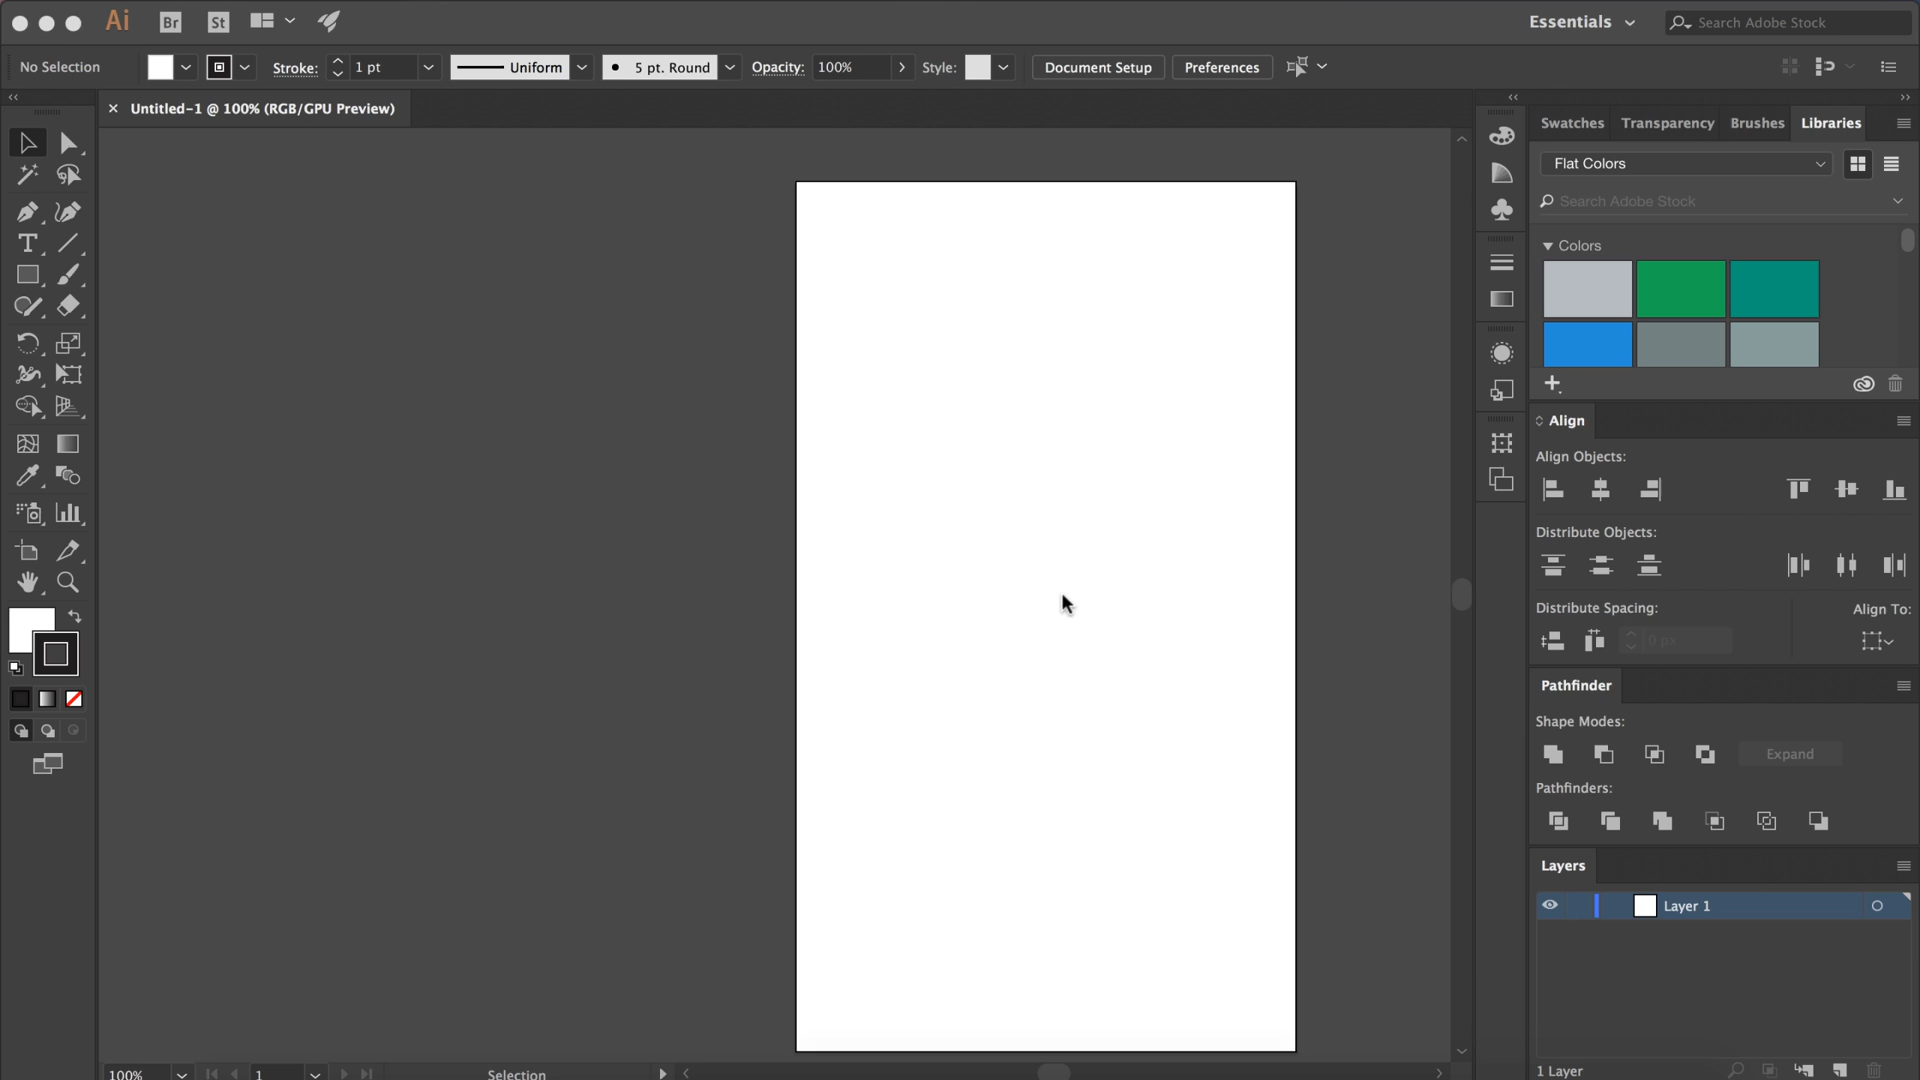 Ai Br St Essentials Search Adobe Stock
No Selection Stroke: 1 pt Uniform 5 pt. Round Opacity: 100% Style: Document Setup Preferences
× Untitled-1 @ 100% (RGB/GPU Preview)
Swatches Transparency Brushes Libraries
Flat Colors
Search Adobe Stock
Colors
Align
Align Objects:
Distribute Objects:
Distribute Spacing: Align To:
0 px
Pathfinder
Shape Modes:
Expand
Pathfinders:
Layers
Layer 1
100% 1 Selection 1 Layer